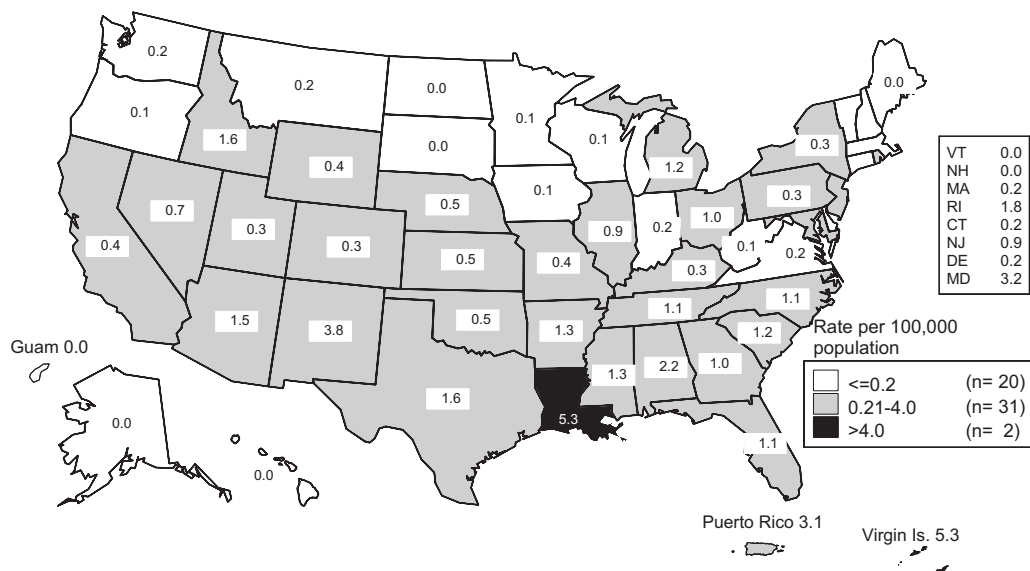 0.2
0.2
0.0
0.1
0.0
0.1
1.6
0.4
0.0
0.1
0.1
1.2
0.3
0.7
0.3
0.5
0.1
0.9
0.2
1.0
0.3
0.4
0.3
0.5
0.4
0.3
0.1
0.2
1.5
3.8
0.5
1.3
1.1
1.1
1.2
1.6
5.3
1.3
2.2
1.0
1.1
VT 0.0
NH 0.0
MA 0.2
RI 1.8
CT 0.2
NJ 0.9
DE 0.2
MD 3.2
Rate per 100,000
population
<=0.2 (n= 20)
0.21-4.0 (n= 31)
>4.0 (n= 2)
Guam 0.0
0.0
0.0
Puerto Rico 3.1
Virgin Is. 5.3